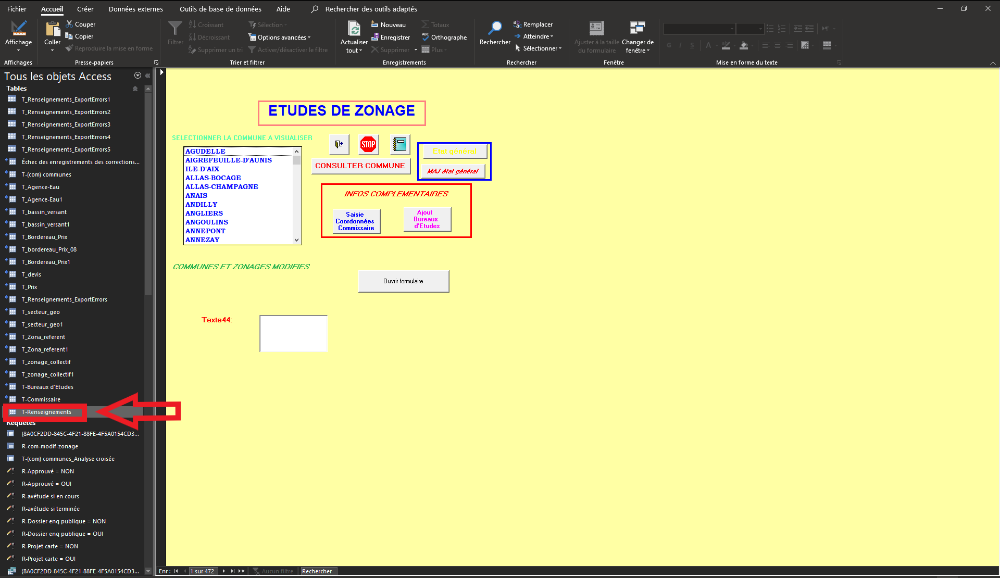 Fichier Accueil Créer Données externes Outils de base de données Aide Rechercher des outils adaptés
Affichage
Affichages
Coller
Couper
Copier
Reproduire la mise en forme
Presse-papiers
Filtrer
Croissant
Décroissant
Supprimer un tri
Sélection
Options avancées
Activer/désactiver le filtre
Trier et filtrer
Actualiser
tout
Nouveau
Enregistrer
Supprimer
Totaux
Orthographe
Plus
Enregistrements
Rechercher
Remplacer
Atteindre
Sélectionner
Rechercher
Ajuster à la taille
du formulaire
Changer de
fenêtre
Fenêtre
G I S A
Mise en forme du texte
Tous les objets Access
Tables
T_Renseignements_ExportErrors1
T_Renseignements_ExportErrors2
T_Renseignements_ExportErrors3
T_Renseignements_ExportErrors4
T_Renseignements_ExportErrors5
Échec des enregistrements des corrections...
T-(com) communes
T_Agence-Eau
T_Agence-Eau1
T_bassin_versant
T_bassin_versant1
T_Bordereau_Prix
T_bordereau_Prix_08
T_Bordereau_Prix1
T_devis
T_Prix
T_Renseignements_ExportErrors
T_secteur_geo
T_secteur_geo1
T_Zona_referent
T_Zona_referent1
T_zonage_collectif
T_zonage_collectif1
T-Bureaux d'Etudes
T-Commissaire
T-Renseignements
Requêtes
{8A0CF2DD-845C-4F21-88FE-4F5A0154CD3...
R-com-modif-zonage
T-(com) communes_Analyse croisée
R-Approuvé = NON
R-Approuvé = OUI
R-avétude si en cours
R-avétude si terminée
R-Dossier enq publique = NON
R-Dossier enq publique = OUI
R-Projet carte = NON
R-Projet carte = OUI
{8A0CF2DD-845C-4F21-88FE-4F5A0154CD3...
ETUDES DE ZONAGE
SELECTIONNER LA COMMUNE A VISUALISER
AGUDELLE
AIGREFEUILLE-D'AUNIS
ILE-D'AIX
ALLAS-BOCAGE
ALLAS-CHAMPAGNE
ANAIS
ANDILLY
ANGLIERS
ANGOULINS
ANNEPONT
ANNEZAY
STOP
CONSULTER COMMUNE
Etat général
MAJ état général
INFOS COMPLEMENTAIRES
Saisie
Coordonnées
Commissaire
Ajout
Bureaux
d'Etudes
COMMUNES ET ZONAGES MODIFIES
Ouvrir formulaire
Texte44:
Enr : 1 sur 472 Aucun filtre Rechercher